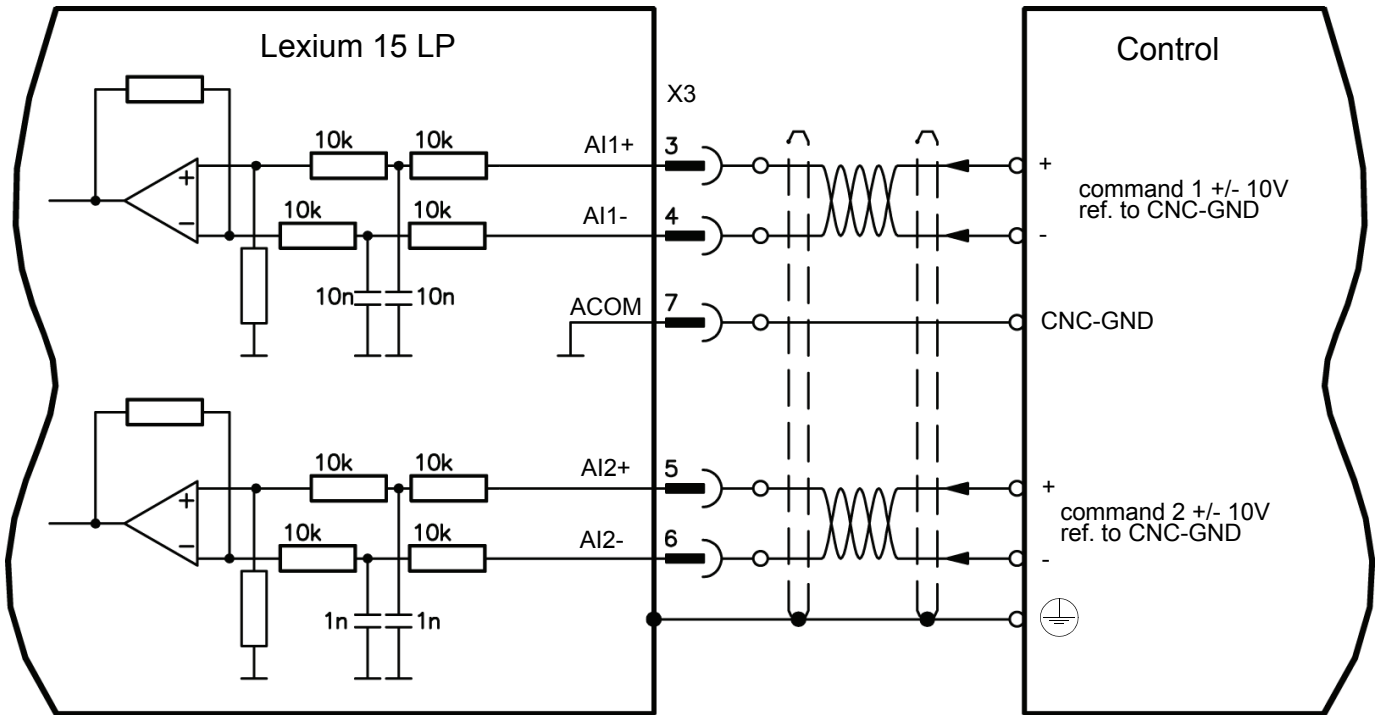 Lexium 15 LP
Control
X3
10k 10k AI1+ 3 +
+
command 1 +/- 10V
ref. to CNC-GND
10k 10k AI1- 4 -
-
10n 10n ACOM 7 CNC-GND
10k 10k AI2+ 5 +
+
command 2 +/- 10V
ref. to CNC-GND
10k 10k AI2- 6 -
-
1n 1n